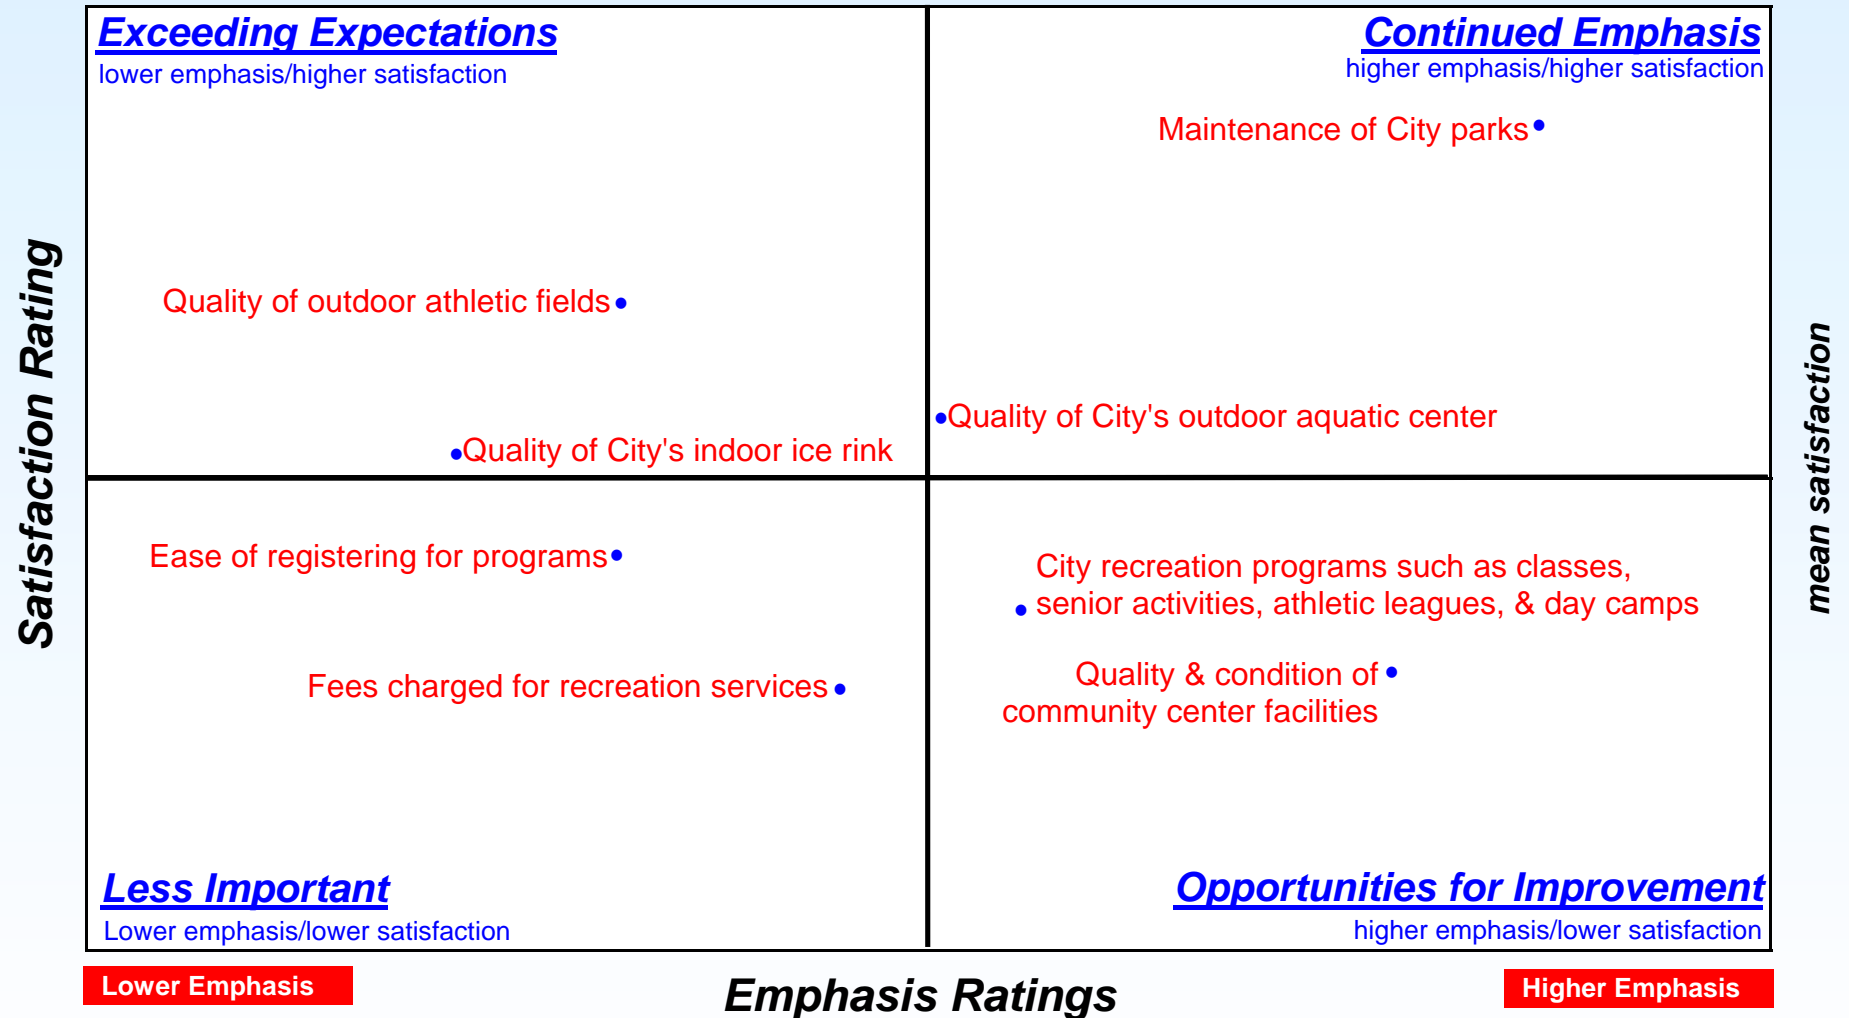 Exceeding Expectations
lower emphasis/higher satisfaction
Continued Emphasis
higher emphasis/higher satisfaction
Maintenance of City parks
Quality of outdoor athletic fields
Quality of City's outdoor aquatic center
Quality of City's indoor ice rink
Satisfaction Rating
mean satisfaction
Ease of registering for programs
City recreation programs such as classes,
senior activities, athletic leagues, & day camps
Fees charged for recreation services
Quality & condition of
community center facilities
Less Important
Lower emphasis/lower satisfaction
Opportunities for Improvement
higher emphasis/lower satisfaction
Lower Emphasis
Emphasis Ratings
Higher Emphasis